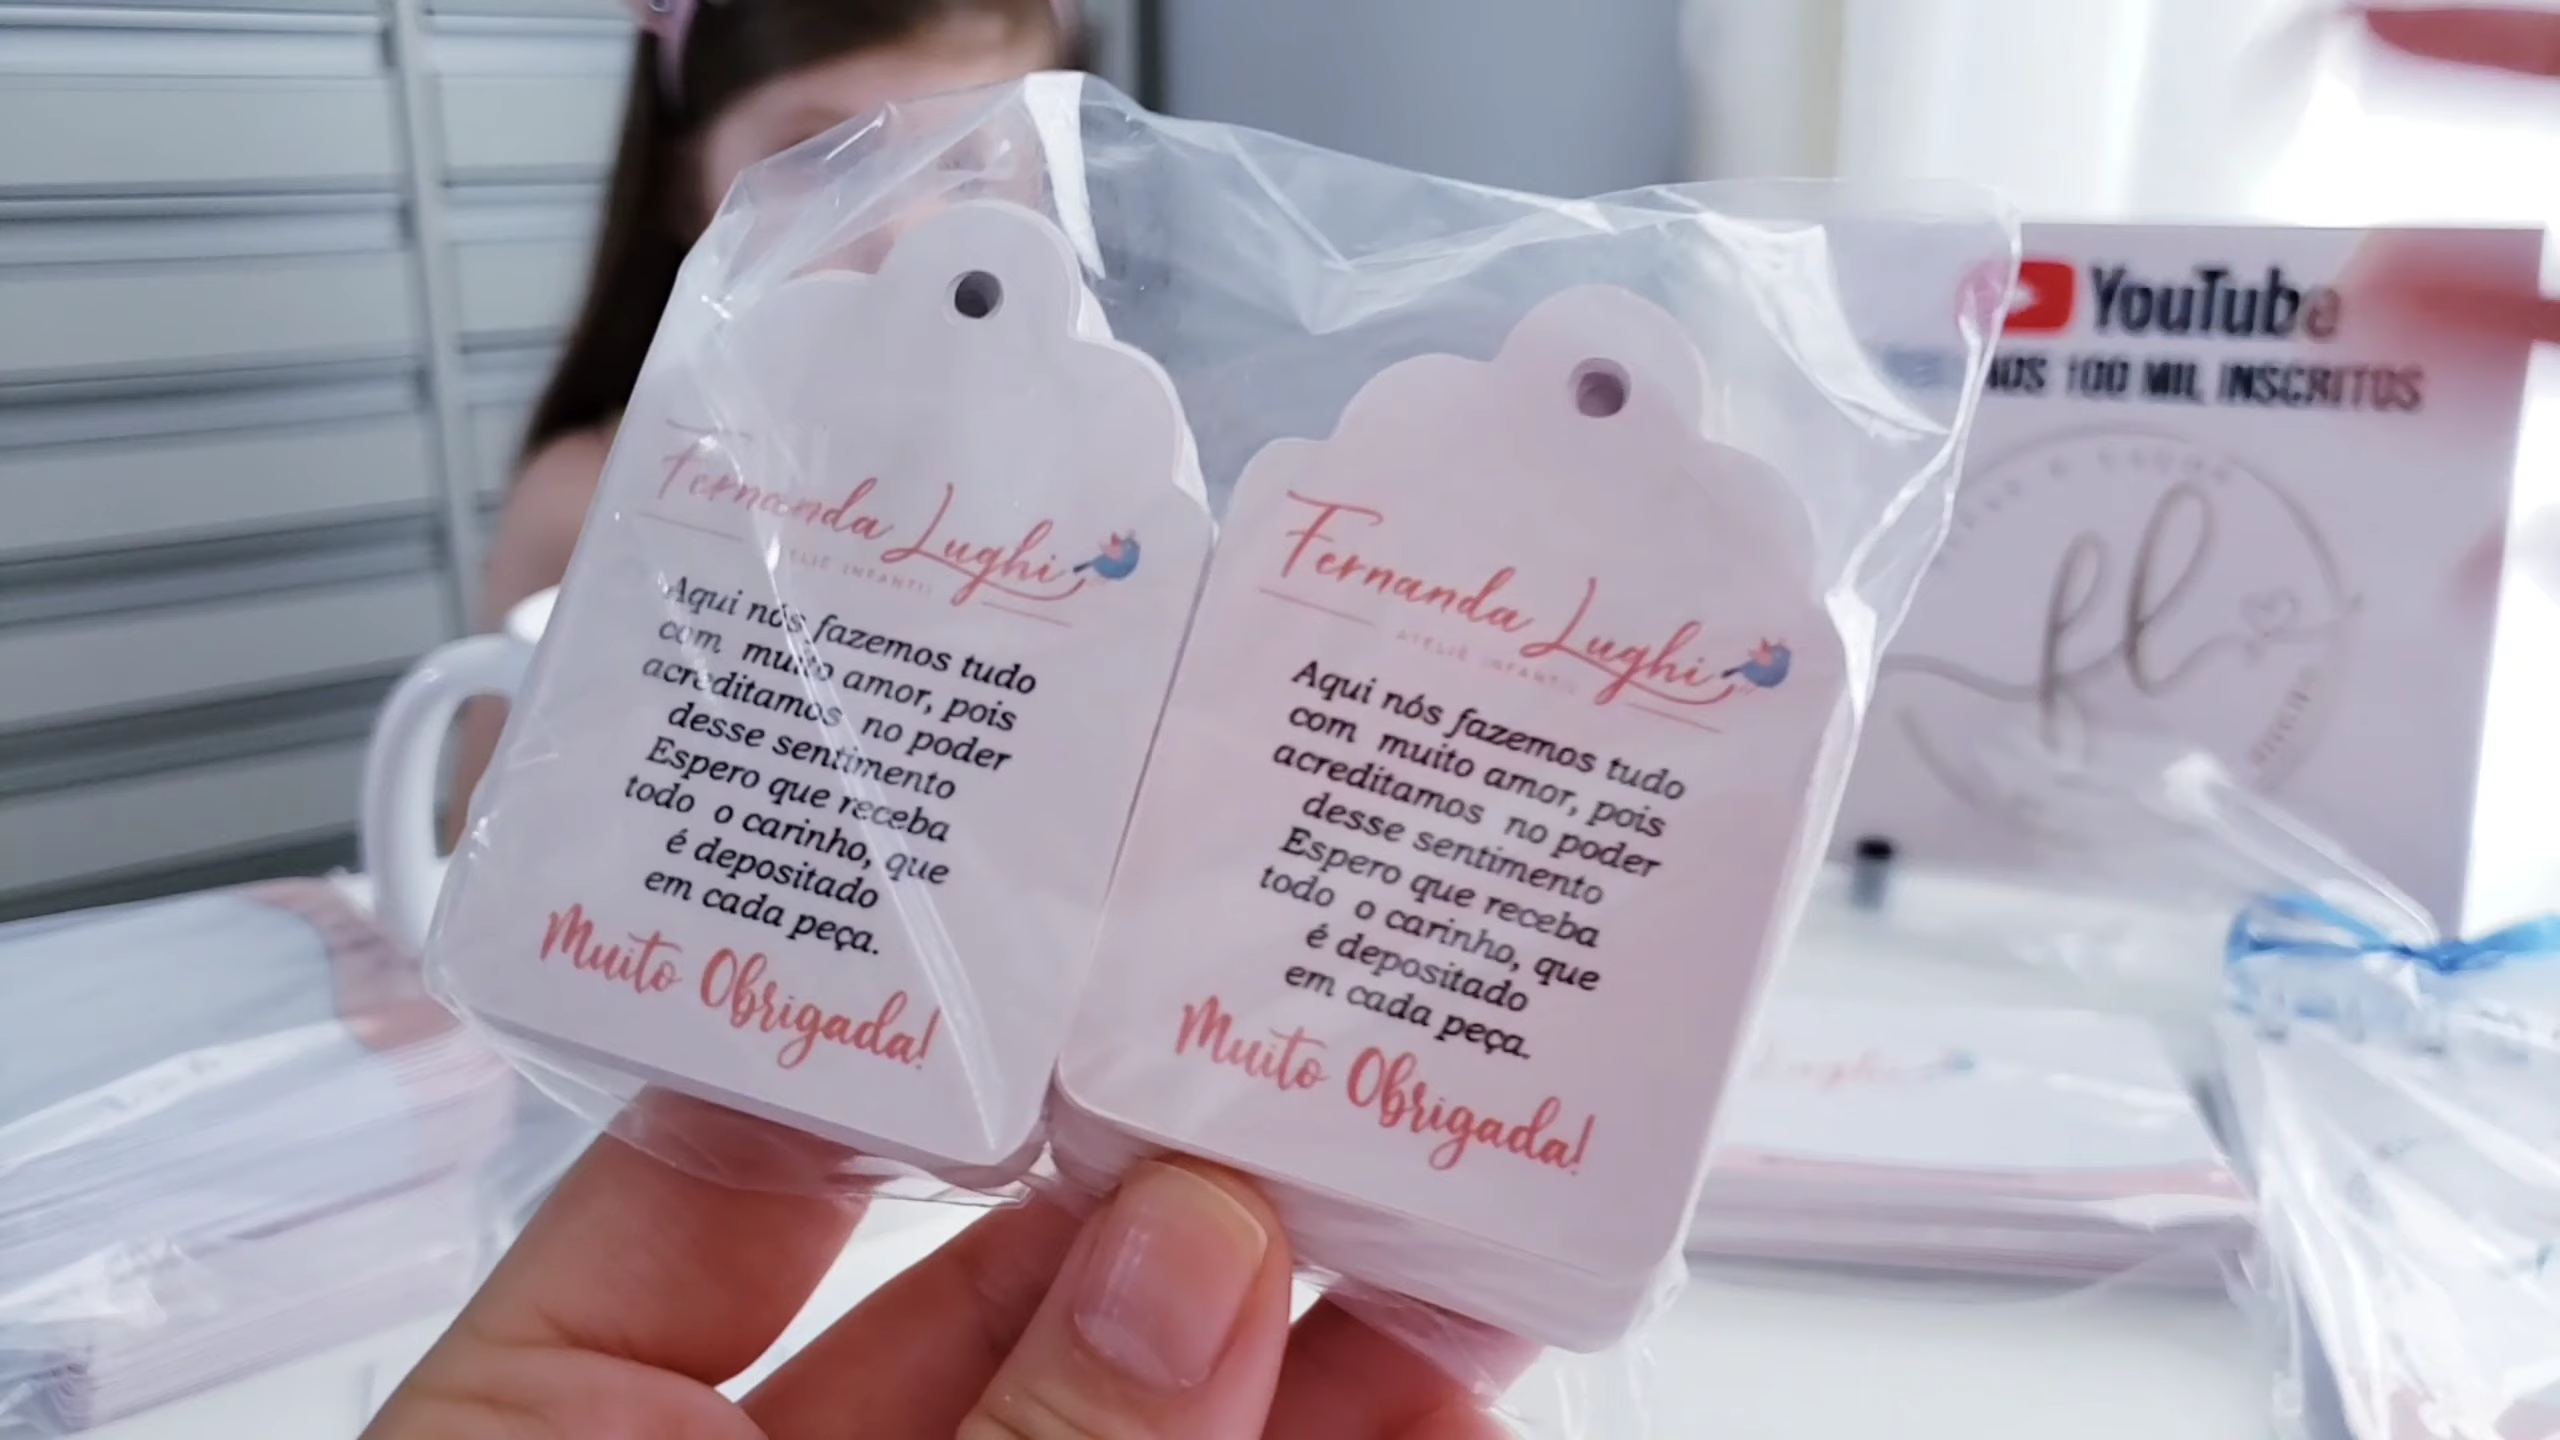 Fernanda Lughi
ATELIÊ INFANTIL
Aqui nós fazemos tudo
com muito amor, pois
acreditamos no poder
desse sentimento
Espero que receba
todo o carinho, que
é depositado
em cada peça.
Muito Obrigada!
Fernanda Lughi
ATELIÊ INFANTIL
Aqui nós fazemos tudo
com muito amor, pois
acreditamos no poder
desse sentimento
Espero que receba
todo o carinho, que
é depositado
em cada peça.
Muito Obrigada!
YouTube
100 MIL INSCRITOS
fl